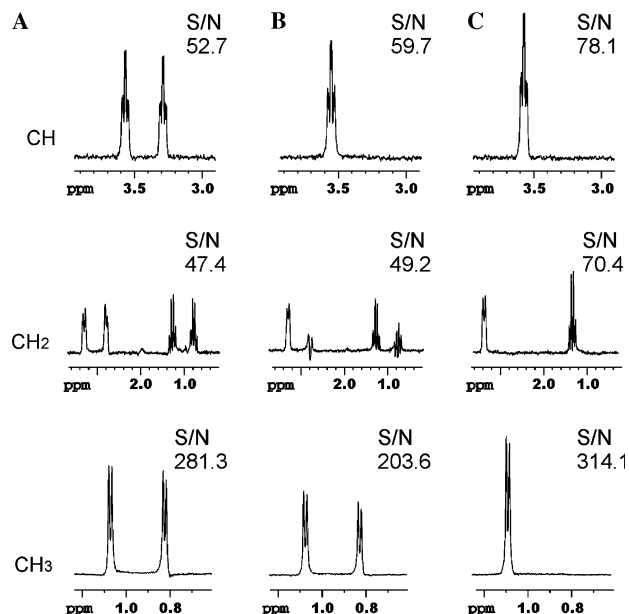 A S/N B S/N C S/N
52.7 59.7 78.1
CH
ppm 3.5 3.0 ppm 3.5 3.0 ppm 3.5 3.0
S/N S/N S/N
47.4 49.2 70.4
CH2
ppm 2.0 1.0 ppm 2.0 1.0 ppm 2.0 1.0
S/N S/N S/N
281.3 203.6 314.1
CH3
ppm 1.0 0.8 ppm 1.0 0.8 ppm 1.0 0.8